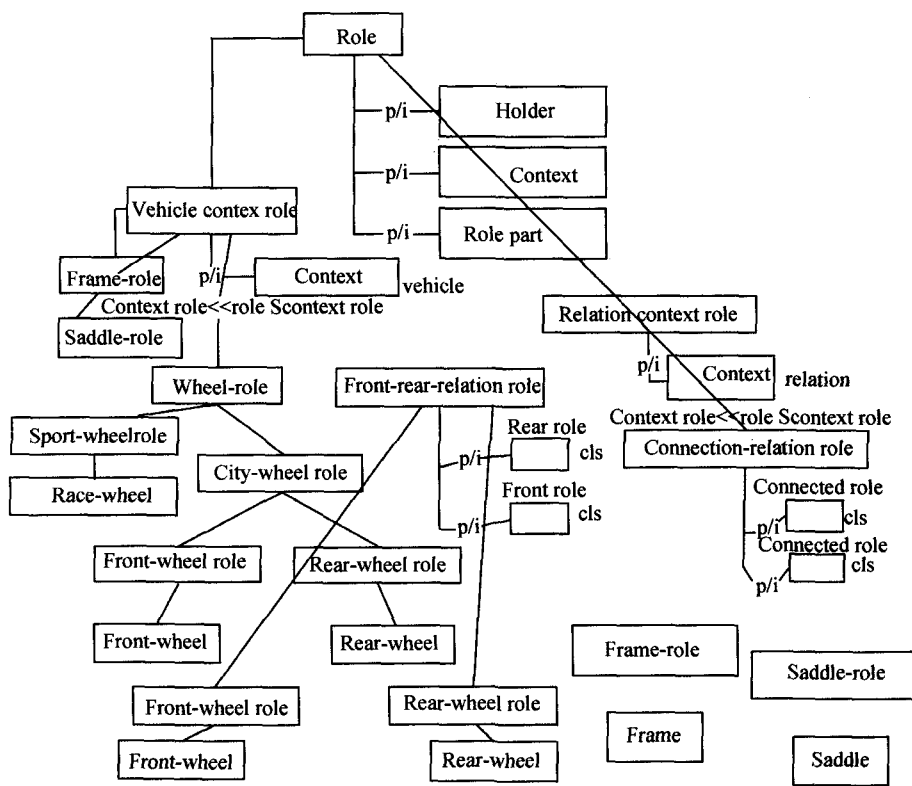 Role
p/i
Holder
p/i
Context
p/i
Role part
Vehicle contex role
Frame-role
p/i
Context
vehicle
Context role<<role Scontext role
Saddle-role
Relation context role
p/i
Context
relation
Context role<<role Scontext role
Connection-relation role
Wheel-role
Front-rear-relation role
Sport-wheelrole
Race-wheel
City-wheel role
Rear role
p/i
cls
Front role
p/i
cls
Connected role
p/i
cls
Connected role
p/i
cls
Front-wheel role
Rear-wheel role
Front-wheel
Rear-wheel
Frame-role
Saddle-role
Front-wheel role
Rear-wheel role
Frame
Front-wheel
Rear-wheel
Saddle